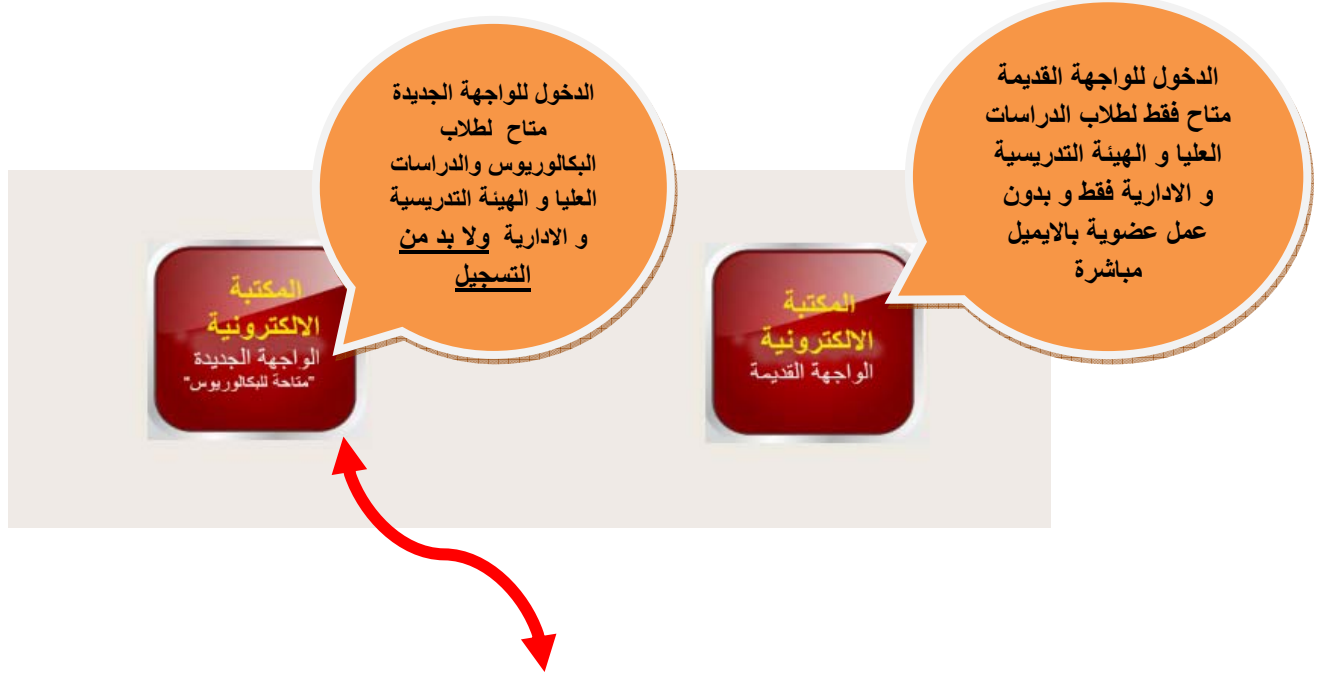 الدخول للواجهة القديمة
متاح فقط لطلاب الدراسات
العليا و الهيئة التدريسية
و الادارية فقط و بدون
عمل عضوية بالايميل
مباشرة
الدخول للواجهة الجديدة
متاح لطلاب
البكالوريوس والدراسات
العليا و الهيئة التدريسية
و الادارية ولا بد من
التسجيل
المكتبة
الالكترونية
الواجهة القديمة
المكتبة
الالكترونية
الواجهة الجديدة
"متاحة للبكالوريوس"